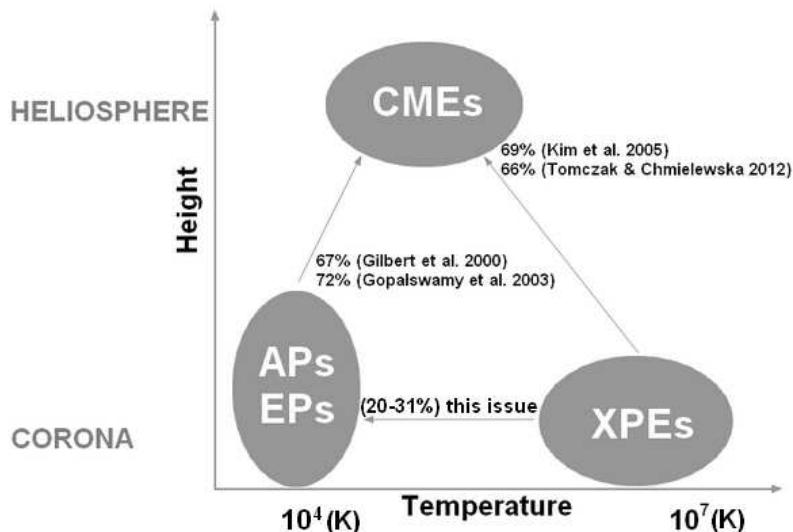 CMEs
HELIOSPHERE
69% (Kim et al. 2005)
66% (Tomczak & Chmielewska 2012)
Height
67% (Gilbert et al. 2000)
72% (Gopalswamy et al. 2003)
APs
EPs
(20-31%) this issue
XPEs
CORONA
10⁴(K)
Temperature
10⁷(K)